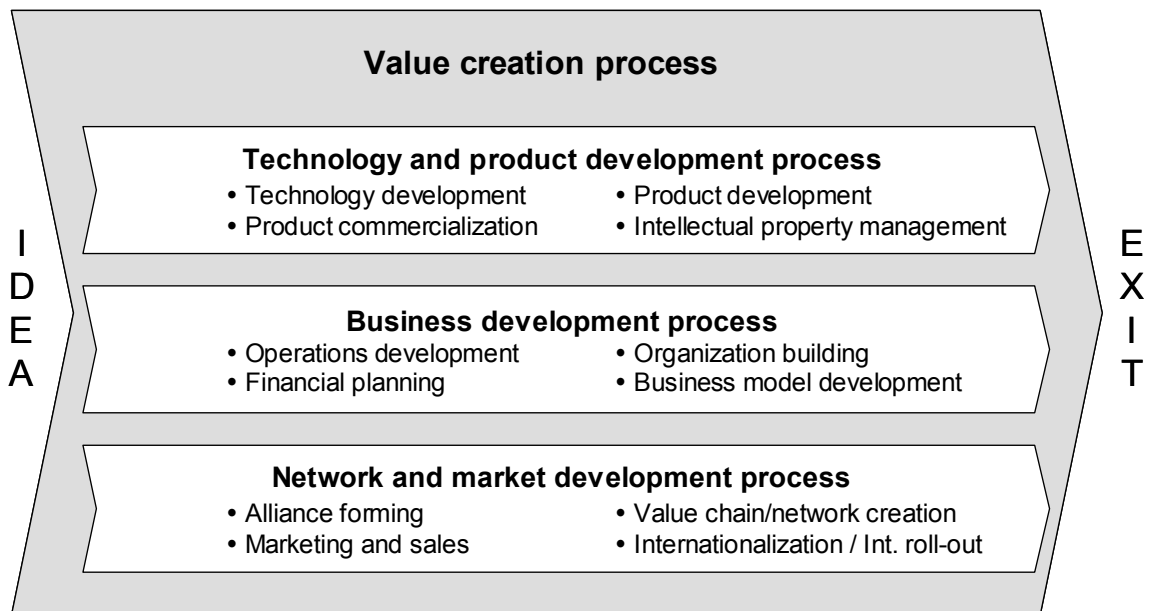 Value creation process
IDEA
Technology and product development process
• Technology development
• Product development
• Product commercialization
• Intellectual property management
Business development process
• Operations development
• Organization building
• Financial planning
• Business model development
Network and market development process
• Alliance forming
• Value chain/network creation
• Marketing and sales
• Internationalization / Int. roll-out
EXIT